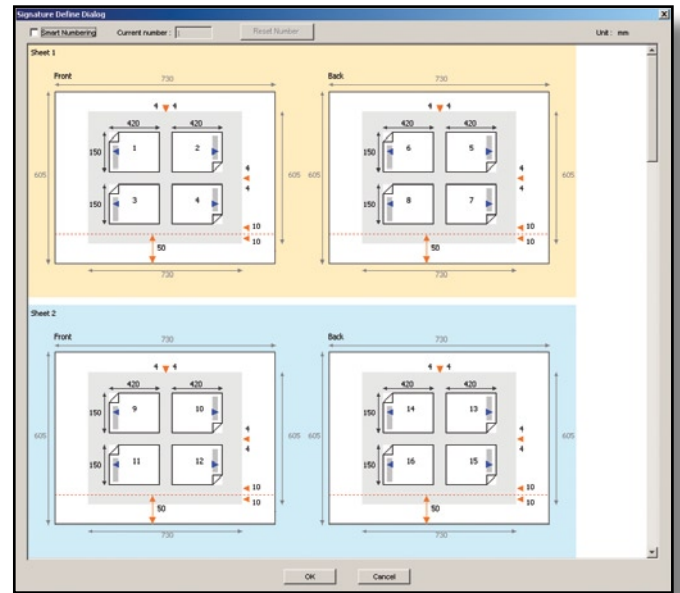 Signature Define Dialog
Smart Numbering Current number : 1 Reset Number Unit : mm
Sheet 1
Front 730 Back 730
4 4 4 4
420 420 420 420
150 1 2 150 6 5
4 4
605 605 605 605
4 4
150 3 4 150 8 7
10 10
10 10
50 50
730 730
Sheet 2
Front 730 Back 730
4 4 4 4
420 420 420 420
150 9 10 150 14 13
4 4
605 605 605 605
4 4
150 11 12 150 16 15
10 10
10 10
50 50
730 730
OK Cancel